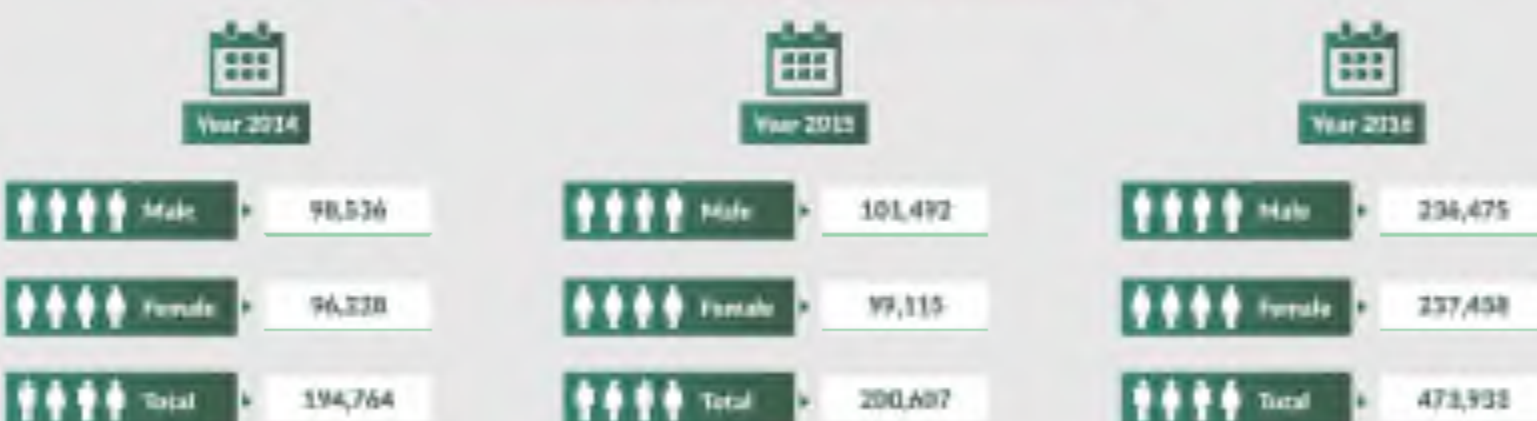 Year 2014
Male 98,536
Female 96,228
Total 194,764
Year 2015
Male 101,492
Female 99,115
Total 200,607
Year 2016
Male 236,475
Female 237,458
Total 473,933